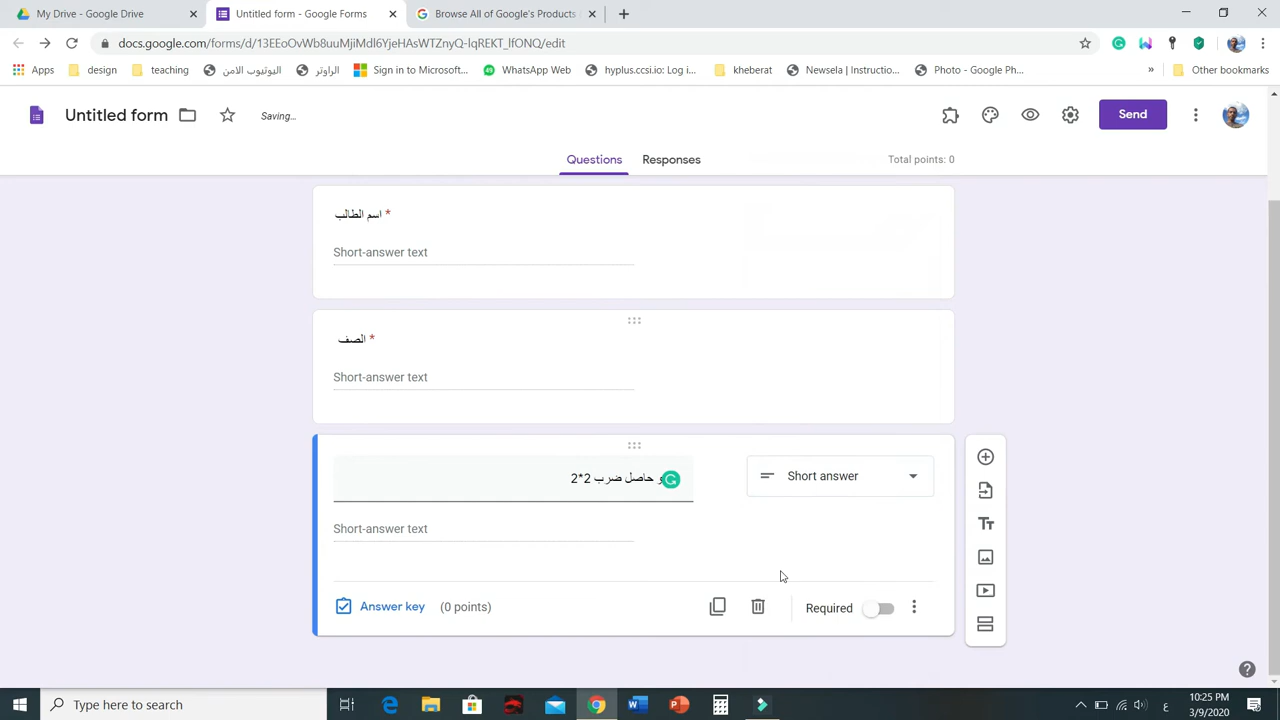 My Drive - Google Drive
Untitled form - Google Forms
Browse All of Google's Products
docs.google.com/forms/d/13EEoOvWb8uuMjiMdl6YjeHAsWTZnyQ-lqREKT_lfONQ/edit
Apps
design
teaching
اليوتيوب الامن
الراوتر
Sign in to Microsoft...
WhatsApp Web
hyplus.ccsi.io: Log i...
kheberat
Newsela | Instructio...
Photo - Google Ph...
»
Other bookmarks
Untitled form
Saving...
Send
Questions
Responses
Total points: 0
اسم الطالب *
Short-answer text
الصف *
Short-answer text
و حاصل ضرب 2*2
Short answer
Short-answer text
Answer key
(0 points)
Required
Type here to search
ع
10:25 PM
3/9/2020